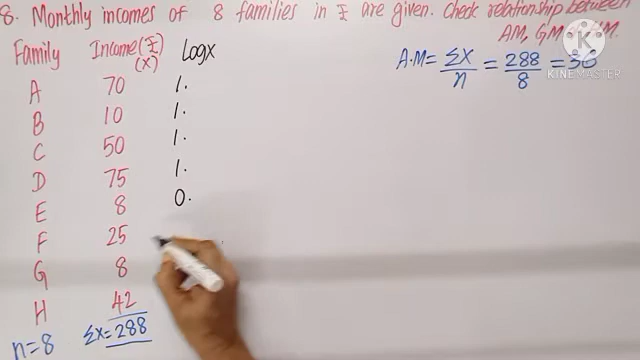 8. Monthly incomes of 8 families in ₹ are given. Check relationship between
AM, GM HM.
Family Income(₹) (X) Logx
A 70 1.
B 10 1.
C 50 1.
D 75 1.
E 8 0.
F 25
G 8
H 42
n=8 Σx=288
A.M = Σx/n = 288/8 = 36
KINEMASTER